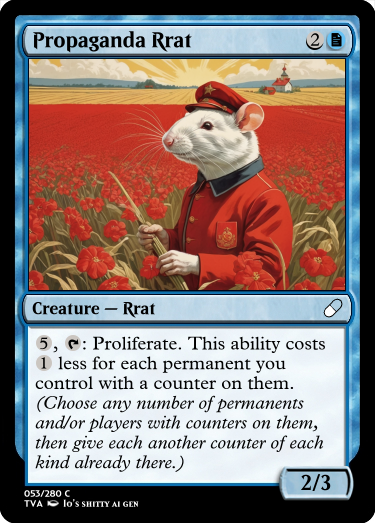 Propaganda Rrat 2
Creature — Rrat
5, T: Proliferate. This ability costs
1 less for each permanent you
control with a counter on them.
(Choose any number of permanents
and/or players with counters on them,
then give each another counter of each
kind already there.)
2/3
053/280 C
TVA Io's shitty ai gen